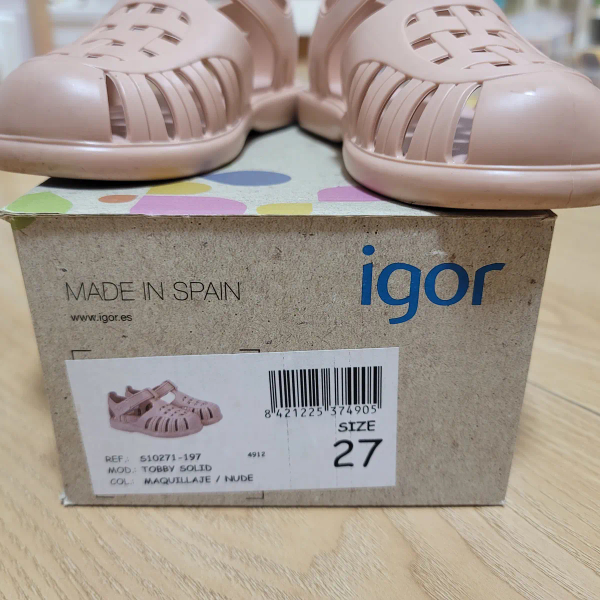 MADE IN SPAIN
www.igor.es
igor
8 421225 374905
SIZE
27
REF.: S10271-197 4912
MOD.: TOBBY SOLID
COL.: MAQUILLAJE / NUDE